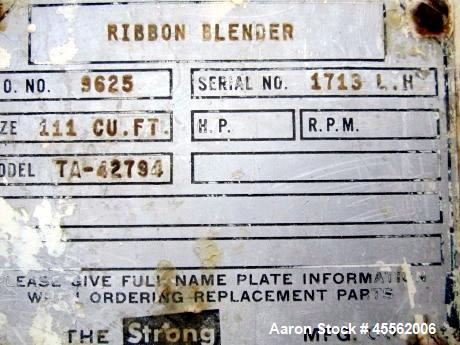 RIBBON BLENDER
O. NO. 9625 SERIAL NO. 1713 L.H
ZE 111 CU.FT. H.P. R.P.M.
ODEL TA-42794
LEASE GIVE FULL NAME PLATE INFORMATION
WHEN ORDERING REPLACEMENT PARTS
THE Strong MFG.
Aaron Stock # 45562006